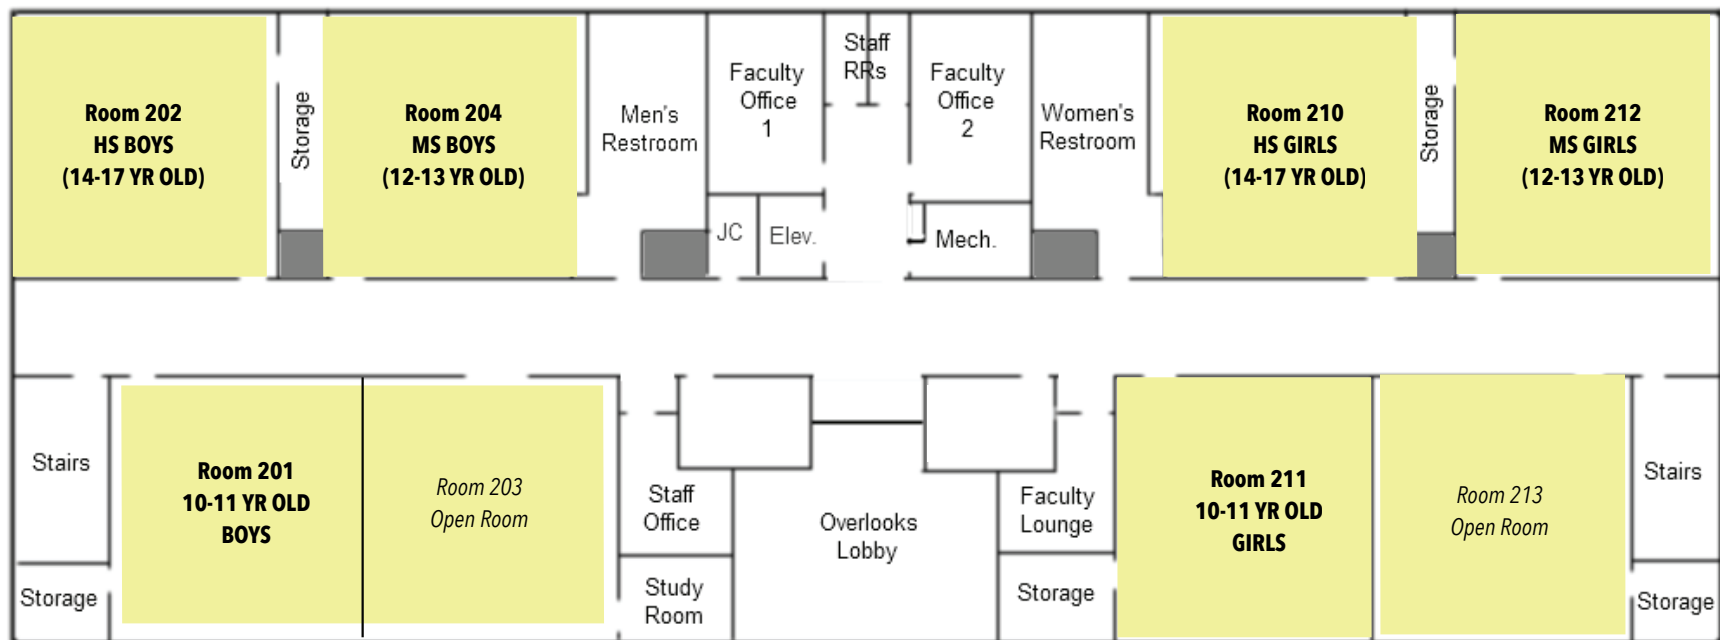 Room 202
HS BOYS
(14-17 YR OLD)
Storage
Room 204
MS BOYS
(12-13 YR OLD)
Men's
Restroom
Faculty
Office
1
Staff
RRs
Faculty
Office
2
Women's
Restroom
Room 210
HS GIRLS
(14-17 YR OLD)
Storage
Room 212
MS GIRLS
(12-13 YR OLD)
JC
Elev.
Mech.
Stairs
Room 201
10-11 YR OLD
BOYS
Room 203
Open Room
Staff
Office
Overlooks
Lobby
Faculty
Lounge
Room 211
10-11 YR OLD
GIRLS
Room 213
Open Room
Stairs
Storage
Study
Room
Storage
Storage